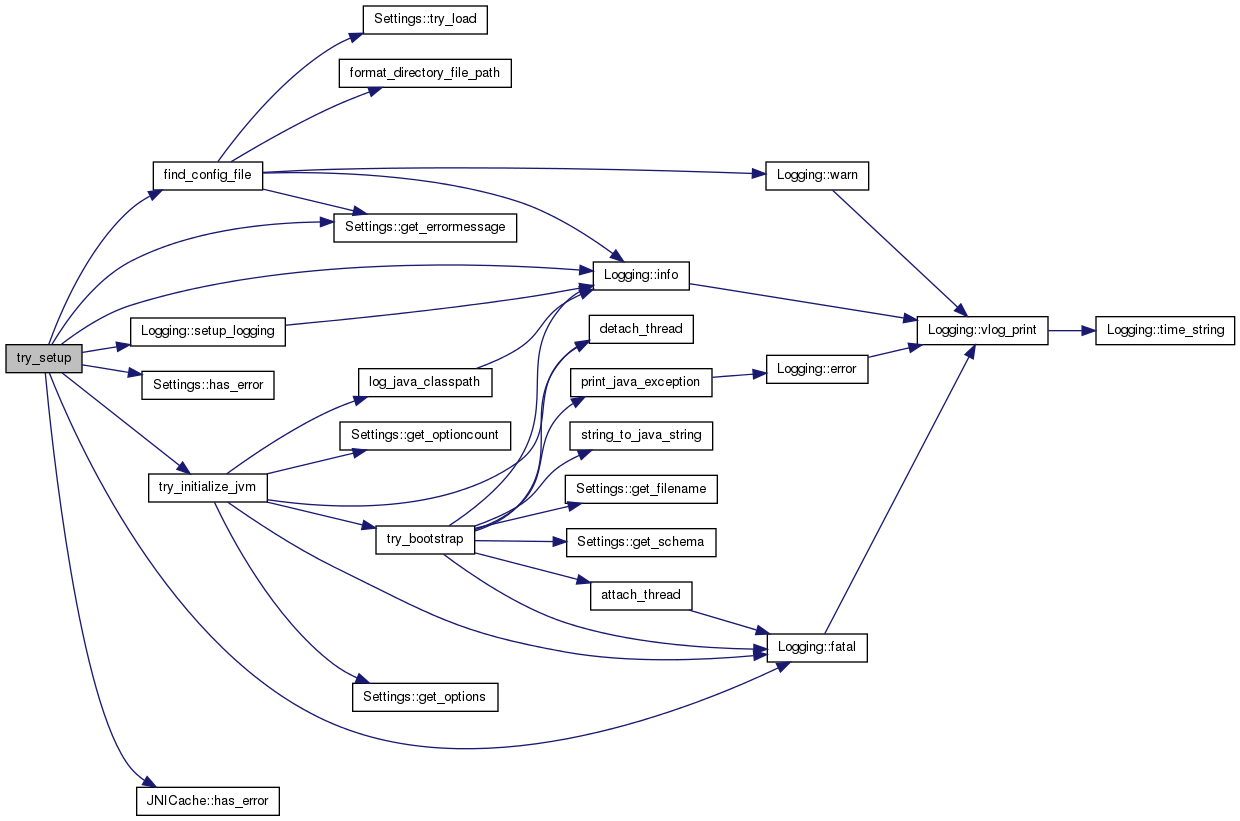 Settings::try_load
format_directory_file_path
find_config_file
Logging::warn
Settings::get_errormessage
Logging::info
Logging::setup_logging
detach_thread
Logging::vlog_print
Logging::time_string
try_setup
Settings::has_error
log_java_classpath
print_java_exception
Logging::error
Settings::get_optioncount
string_to_java_string
try_initialize_jvm
Settings::get_filename
try_bootstrap
Settings::get_schema
attach_thread
Logging::fatal
Settings::get_options
JNICache::has_error